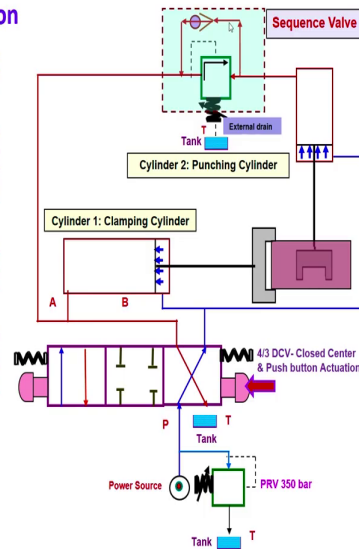 on
Sequence Valve
T
External drain
Tank
Cylinder 2: Punching Cylinder
Cylinder 1: Clamping Cylinder
A
B
4/3 DCV- Closed Center
& Push button Actuation
P
T
Tank
Power Source
PRV 350 bar
Tank
T